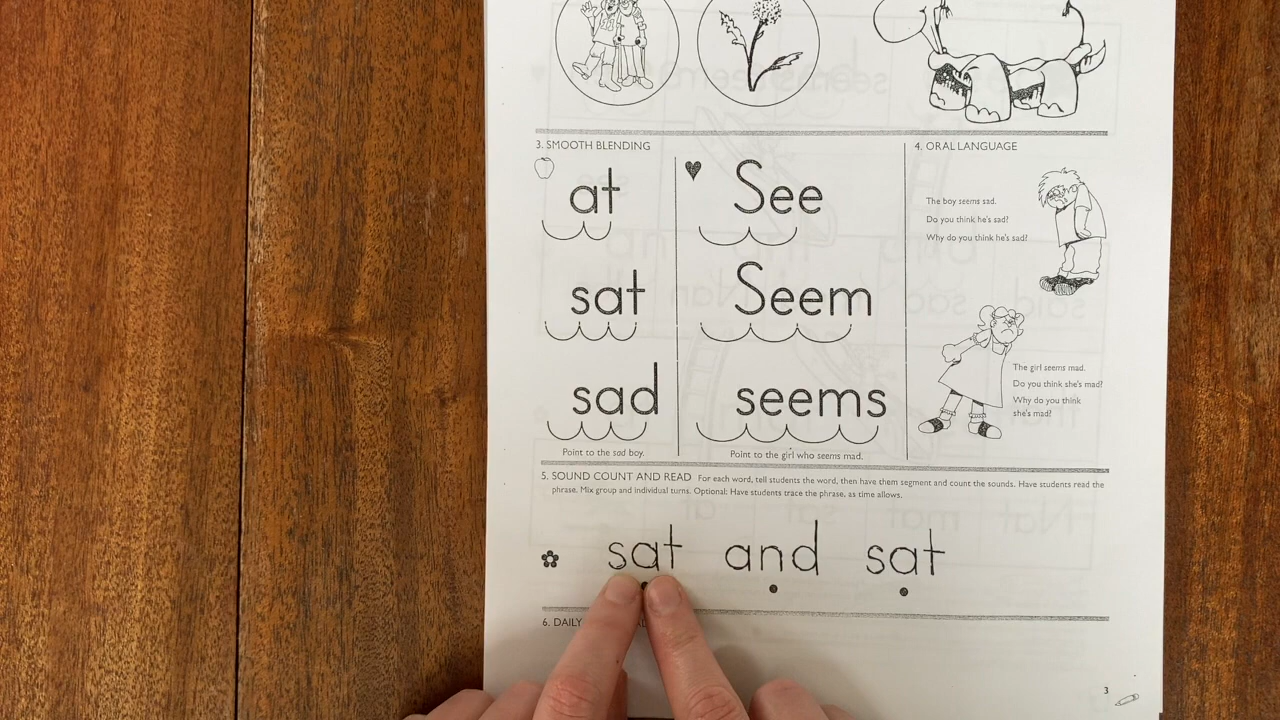 3. SMOOTH BLENDING
at
sat
sad
Point to the sad boy.
See
Seem
seems
Point to the girl who seems mad.
4. ORAL LANGUAGE
The boy seems sad.
Do you think he's sad?
Why do you think he's sad?
The girl seems mad.
Do you think she's mad?
Why do you think
she's mad?
5. SOUND COUNT AND READ For each word, tell students the word, then have them segment and count the sounds. Have students read the
phrase. Mix group and individual turns. Optional: Have students trace the phrase, as time allows.
sat and sat
6. DAILY
3